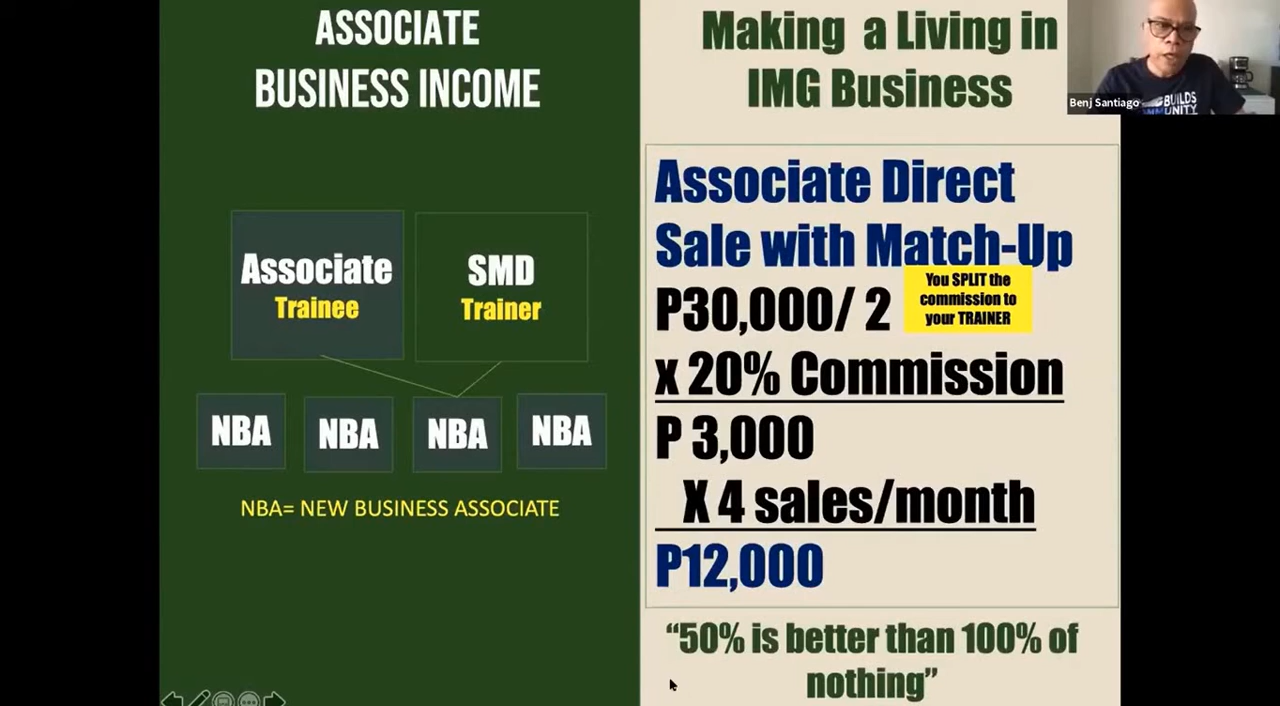 ASSOCIATE
BUSINESS INCOME
Associate
Trainee
SMD
Trainer
NBA
NBA
NBA
NBA
NBA= NEW BUSINESS ASSOCIATE
Making a Living in
IMG Business
Associate Direct
Sale with Match-Up
P30,000/ 2
You SPLIT the
commission to
your TRAINER
x 20% Commission
P 3,000
X 4 sales/month
P12,000
“50% is better than 100% of
nothing”
Benj Santiago
BUILDS
UNITY